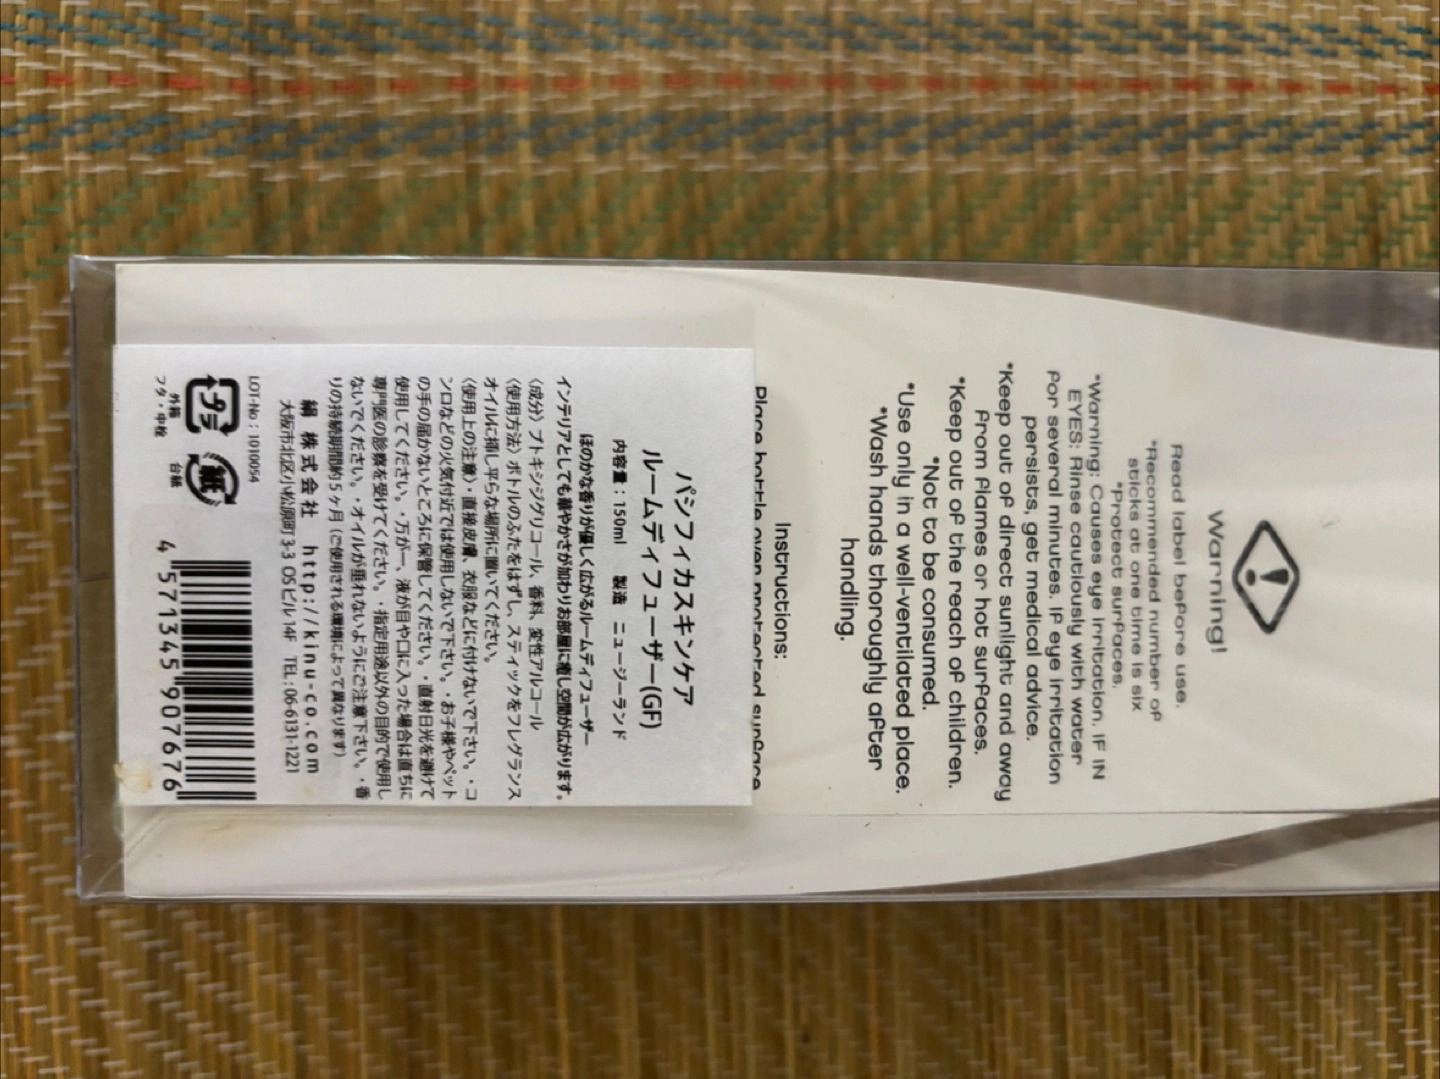 Warning!
Read label before use.
*Recommended number of
sticks at one time is six
*Protect surfaces.
*Warning: Causes eye irritation. IF IN
EYES: Rinse cautiously with water
for several minutes. IF eye irritation
persists, get medical advice.
*Keep out of direct sunlight and away
from flames or hot surfaces.
*Keep out of the reach of children.
*Not to be consumed.
*Use only in a well-ventilated place.
*Wash hands thoroughly after
handling.
Instructions:
Place bottle even protected surface
パシフィカスキンケア
ルームディフューザー(GF)
内容量：150ml 製造 ニュージーランド
ほのかな香りが優しく広がるルームディフューザー
インテリアとしても華やかさが加わりお部屋に癒し空間が広がります。
〈成分〉ブトキシジグリコール、香料、変性アルコール
〈使用方法〉ボトルのふたをはずし、スティックをフレグランス
オイルに挿し平らな場所に置いてください。
〈使用上の注意〉・直接皮膚、衣服などに付けないで下さい。・コ
ンロなどの火気付近では使用しないで下さい。・お子様やペット
の手の届かないところに保管してください。・直射日光を避けて
使用してください。・万が一、液が目や口に入った場合は直ちに
専門医の診察を受けてください。・指定用途以外の目的で使用し
ないでください。・オイルが垂れないようにご注意下さい。・香
りの持続期間約5ヶ月(ご使用される環境によって異なります)
絹 株式会社 http://kinu-co.com
大阪市北区小松原町3-3 OSビル14F TEL:06-6131-1221
LOT-No：1010054
プラ
紙
外箱 台紙
フタ・中栓
4 571345 907676